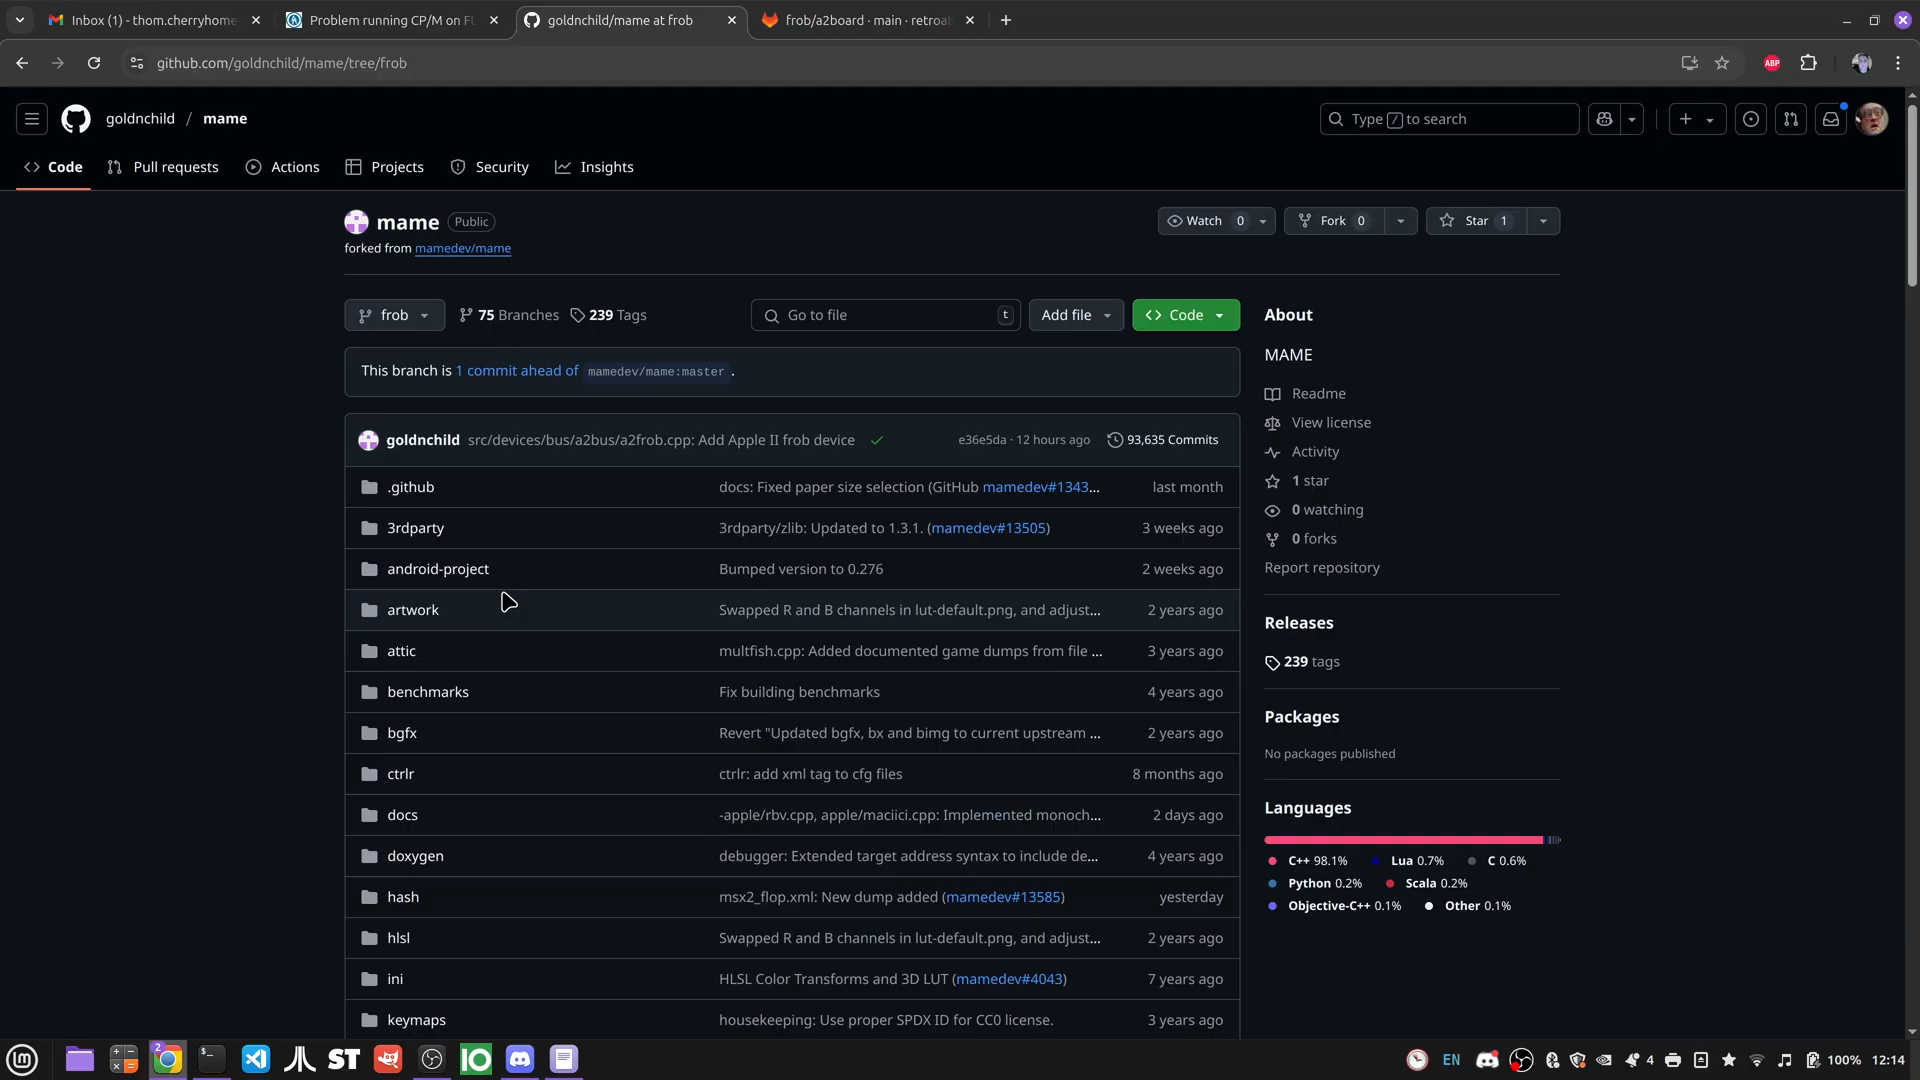 Inbox (1) - thom.cherryhome
Problem running CP/M on FU
goldnchild/mame at frob
frob/a2board · main · retroab
github.com/goldnchild/mame/tree/frob
ABP
goldnchild / mame
Type / to search
Code
Pull requests
Actions
Projects
Security
Insights
mame Public
forked from mamedev/mame
Watch 0
Fork 0
Star 1
frob
75 Branches
239 Tags
Go to file t
Add file
Code
This branch is 1 commit ahead of mamedev/mame:master .
goldnchild src/devices/bus/a2bus/a2frob.cpp: Add Apple II frob device e36e5da · 12 hours ago 93,635 Commits
.github docs: Fixed paper size selection (GitHub mamedev#1343... last month
3rdparty 3rdparty/zlib: Updated to 1.3.1. (mamedev#13505) 3 weeks ago
android-project Bumped version to 0.276 2 weeks ago
artwork Swapped R and B channels in lut-default.png, and adjust... 2 years ago
attic multfish.cpp: Added documented game dumps from file ... 3 years ago
benchmarks Fix building benchmarks 4 years ago
bgfx Revert "Updated bgfx, bx and bimg to current upstream ... 2 years ago
ctrlr ctrlr: add xml tag to cfg files 8 months ago
docs -apple/rbv.cpp, apple/maciici.cpp: Implemented monoch... 2 days ago
doxygen debugger: Extended target address syntax to include de... 4 years ago
hash msx2_flop.xml: New dump added (mamedev#13585) yesterday
hlsl Swapped R and B channels in lut-default.png, and adjust... 2 years ago
ini HLSL Color Transforms and 3D LUT (mamedev#4043) 7 years ago
keymaps housekeeping: Use proper SPDX ID for CC0 license. 3 years ago
About
MAME
Readme
View license
Activity
1 star
0 watching
0 forks
Report repository
Releases
239 tags
Packages
No packages published
Languages
C++ 98.1% Lua 0.7% C 0.6%
Python 0.2% Scala 0.2%
Objective-C++ 0.1% Other 0.1%
2
ST
IO
EN
4
100%
12:14